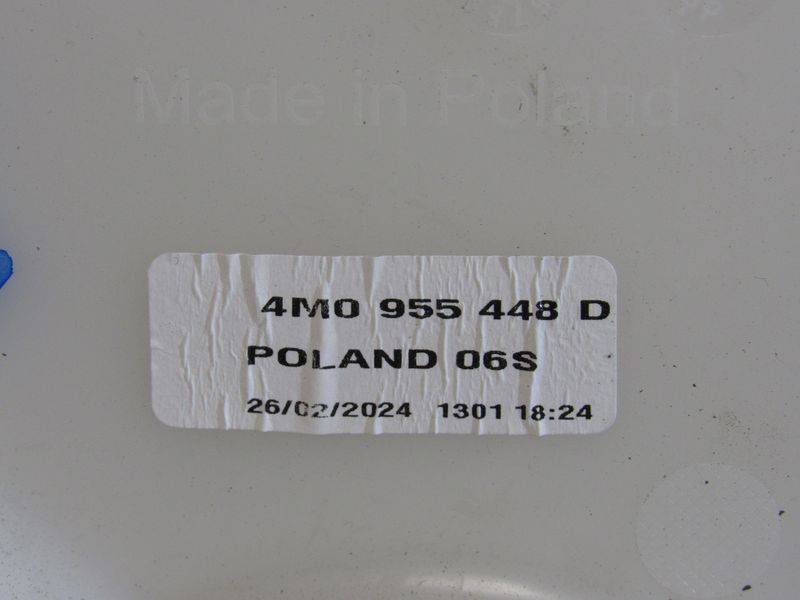 Made in Poland
4M0 955 448 D
POLAND 06S
26/02/2024 1301 18:24